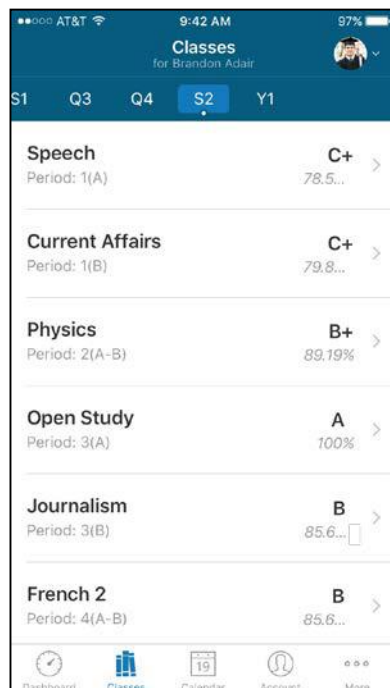 ●●○○○ AT&T 9:42 AM 97%
Classes
for Brandon Adair
S1 Q3 Q4 S2 Y1
Speech C+
Period: 1(A) 78.5...
Current Affairs C+
Period: 1(B) 79.8...
Physics B+
Period: 2(A-B) 89.19%
Open Study A
Period: 3(A) 100%
Journalism B
Period: 3(B) 85.6...
French 2 B
Period: 4(A-B) 85.6...
19
Dashboard Classes Calendar Account More